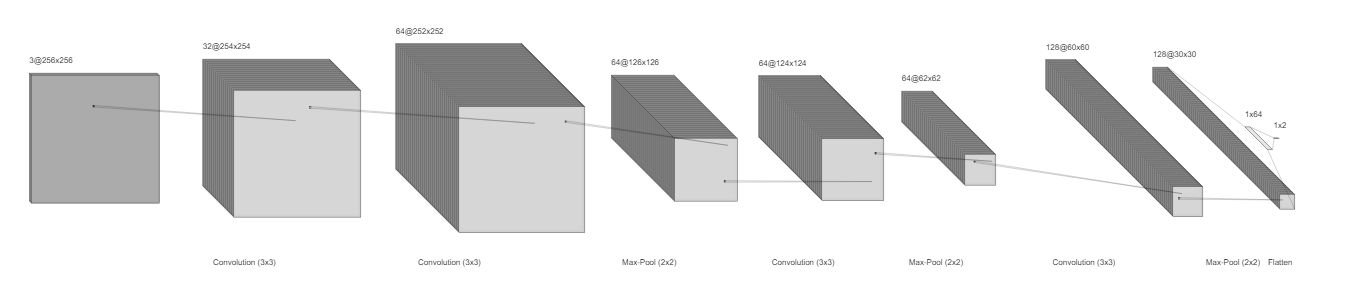 3@256x256
32@254x254
64@252x252
64@126x126
64@124x124
64@62x62
128@60x60
128@30x30
1x64
1x2
Convolution (3x3)
Convolution (3x3)
Max-Pool (2x2)
Convolution (3x3)
Max-Pool (2x2)
Convolution (3x3)
Max-Pool (2x2)
Flatten